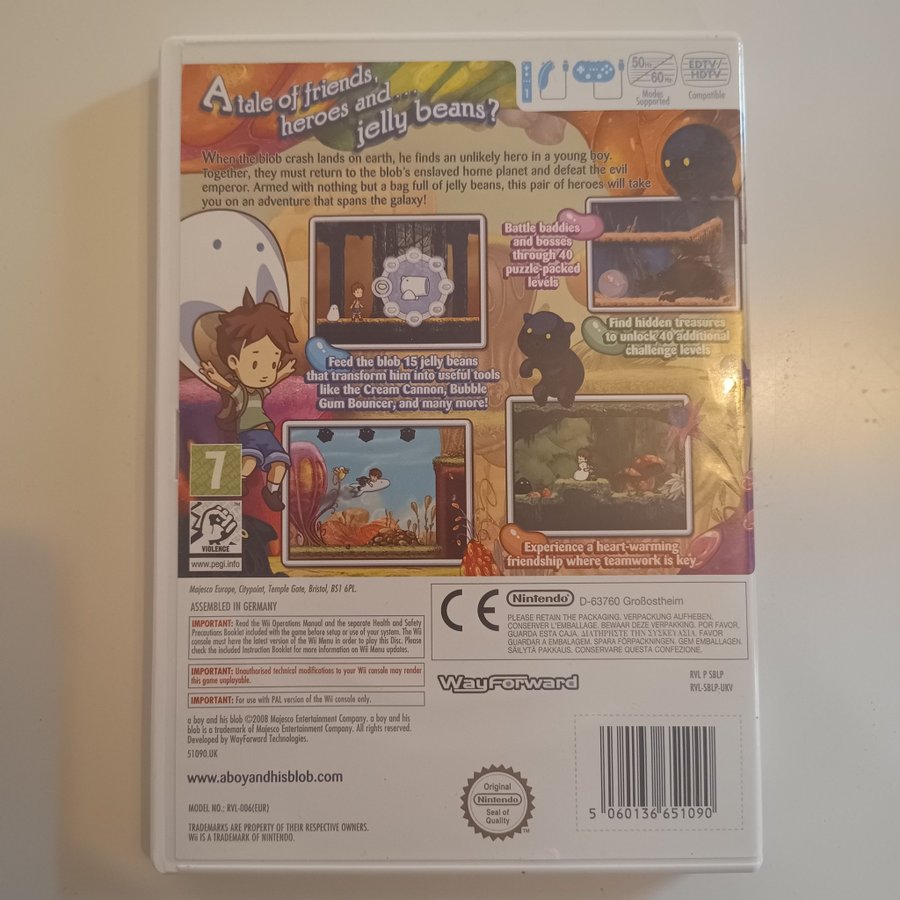 A tale of friends,
heroes and...
jelly beans?
50Hz
60Hz
Modes
Supported
EDTV/
HDTV
Compatible
When the blob crash lands on earth, he finds an unlikely hero in a young boy.
Together, they must return to the blob's enslaved home planet and defeat the evil
emperor. Armed with nothing but a bag full of jelly beans, this pair of heroes will take
you on an adventure that spans the galaxy!
Battle baddies
and bosses
through 40
puzzle-packed
levels
Find hidden treasures
to unlock 40 additional
challenge levels
Feed the blob 15 jelly beans
that transform him into useful tools
like the Cream Cannon, Bubble
Gum Bouncer, and many more!
Experience a heart-warming
friendship where teamwork is key
7
VIOLENCE
www.pegi.info
Majesco Europe, Citypoint, Temple Gate, Bristol, BS1 6PL.
ASSEMBLED IN GERMANY
IMPORTANT: Read the Wii Operations Manual and the separate Health and Safety
Precautions Booklet included with the game before setup or use of your system. The Wii
console must have the latest version of the Wii Menu in order to play this Disc. Please
check the included Instruction Booklet for more information on Wii Menu updates.
IMPORTANT: Unauthorised technical modifications to your Wii console may render
this game unplayable.
IMPORTANT: For use with PAL version of the Wii console only.
a boy and his blob ©2008 Majesco Entertainment Company. a boy and his
blob is a trademark of Majesco Entertainment Company. All rights reserved.
Developed by WayForward Technologies.
51090.UK
www.aboyandhisblob.com
MODEL NO.: RVL-006(EUR)
TRADEMARKS ARE PROPERTY OF THEIR RESPECTIVE OWNERS.
Wii IS A TRADEMARK OF NINTENDO.
CE
Nintendo
D-63760 Großostheim
PLEASE RETAIN THE PACKAGING. VERPACKUNG AUFHEBEN.
CONSERVER L'EMBALAGE. BEWAAR DEZE VERPAKKING. POR FAVOR,
GUARDA ESTA CAJA. ΔΙΑΤΗΡΗΣΤΕ ΤΗΝ ΣΥΣΚΕΥΑΣΙΑ. FAVOR
GUARDAR A EMBALAGEM. SPARA FÖRPACKNINGEN. GEM EMBALLAGEN.
SÄILYTÄ PAKKAUS. CONSERVARE QUESTA CONFEZIONE.
WayForward
RVL P SBLP
RVL-SBLP-UKV
Original
Nintendo
Seal of
Quality
TM
5 060136 651090